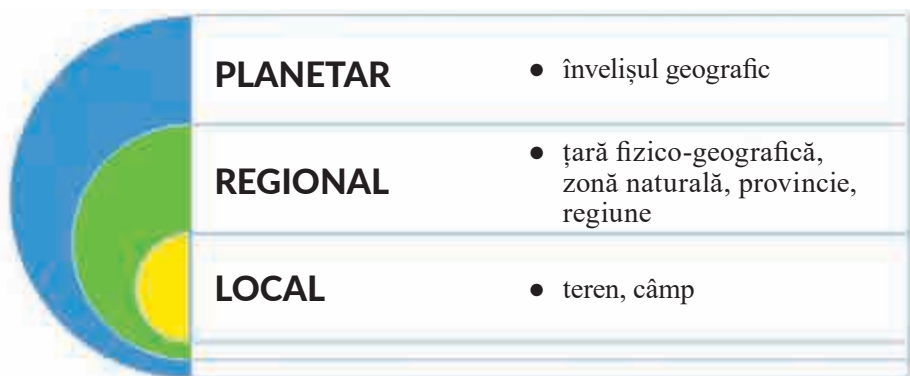 PLANETAR
● învelișul geografic
REGIONAL
● țară fizico-geografică,
zonă naturală, provincie,
regiune
LOCAL
● teren, câmp